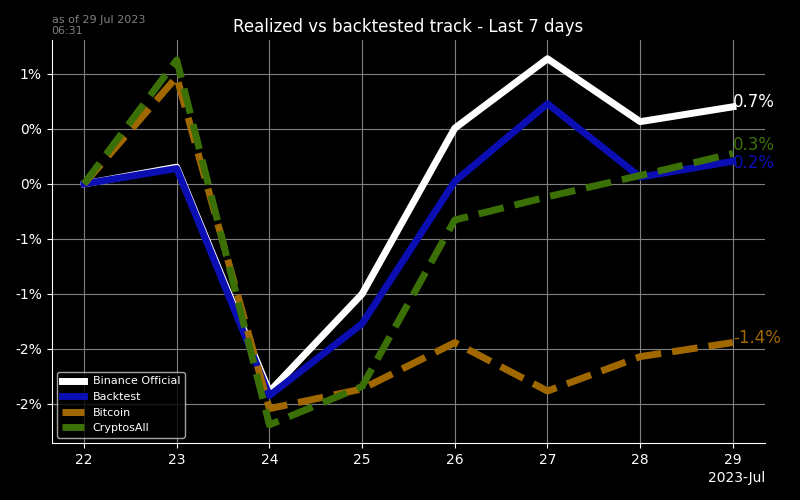 as of 29 Jul 2023
06:31
Realized vs backtested track - Last 7 days
1%
0%
0%
-1%
-1%
-2%
-2%
0.7%
0.3%
0.2%
-1.4%
Binance Official
Backtest
Bitcoin
CryptosAll
22 23 24 25 26 27 28 29
2023-Jul